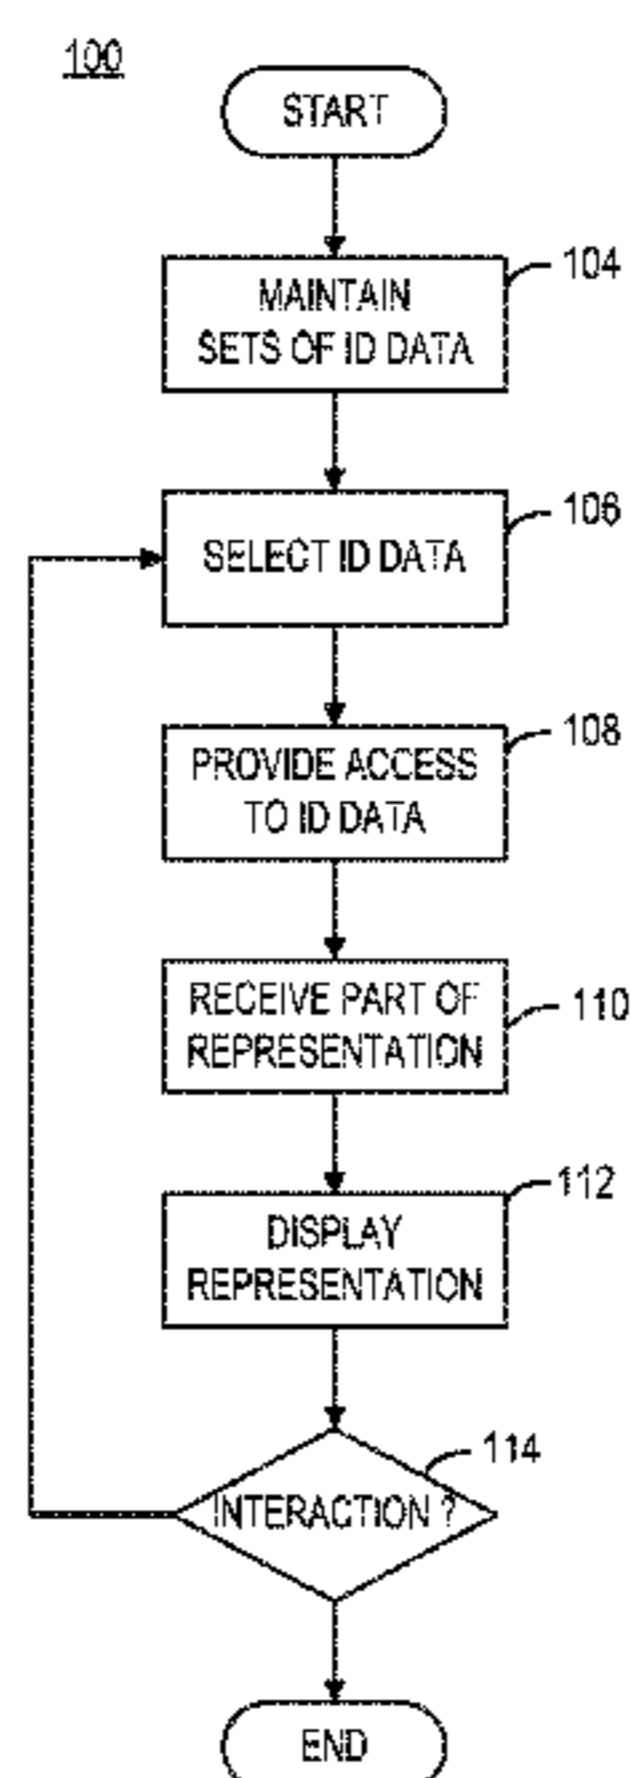 100
START
104
MAINTAIN
SETS OF ID DATA
106
SELECT ID DATA
108
PROVIDE ACCESS
TO ID DATA
RECEIVE PART OF
REPRESENTATION
110
112
DISPLAY
REPRESENTATION
114
INTERACTION ?
END